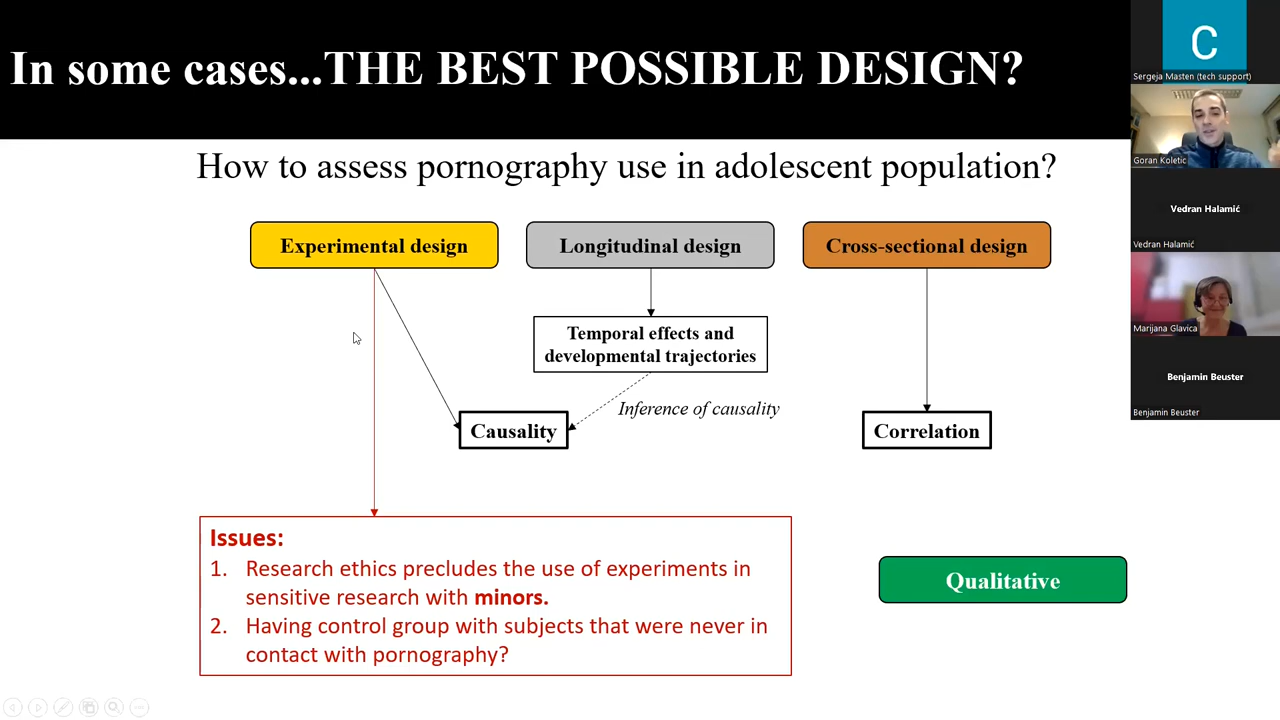 In some cases...THE BEST POSSIBLE DESIGN?
How to assess pornography use in adolescent population?
Experimental design
Longitudinal design
Cross-sectional design
Temporal effects and
developmental trajectories
Inference of causality
Causality
Correlation
Issues:
1. Research ethics precludes the use of experiments in
sensitive research with minors.
2. Having control group with subjects that were never in
contact with pornography?
Qualitative
C
Sergeja Masten (tech support)
Goran Koletic
Vedran Halamić
Vedran Halamić
Marijana Glavica
Benjamin Beuster
Benjamin Beuster